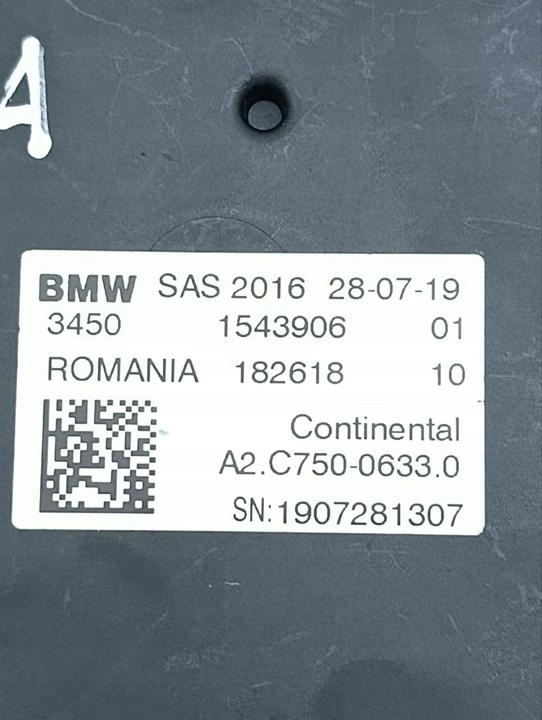 A
BMW SAS 2016 28-07-19
3450 1543906 01
ROMANIA 182618 10
Continental
A2.C750-0633.0
SN:1907281307